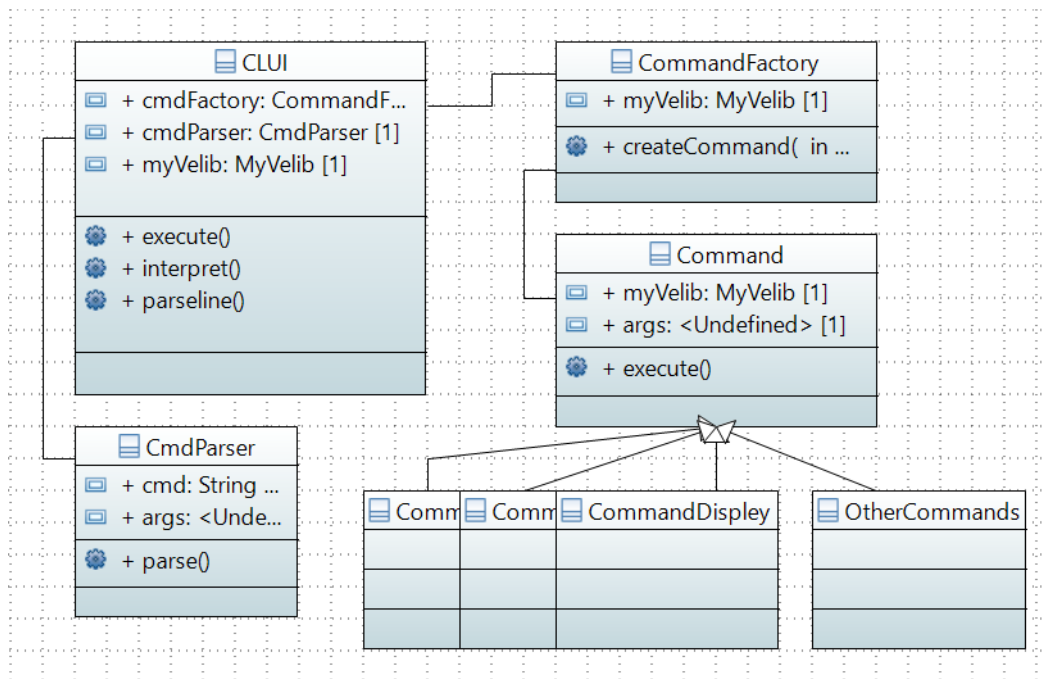 CLUI
+ cmdFactory: CommandF...
+ cmdParser: CmdParser [1]
+ myVelib: MyVelib [1]
+ execute()
+ interpret()
+ parseline()
CommandFactory
+ myVelib: MyVelib [1]
+ createCommand( in ...
Command
+ myVelib: MyVelib [1]
+ args: <Undefined> [1]
+ execute()
CmdParser
+ cmd: String ...
+ args: <Unde...
+ parse()
Comm
Comm
CommandDispley
OtherCommands